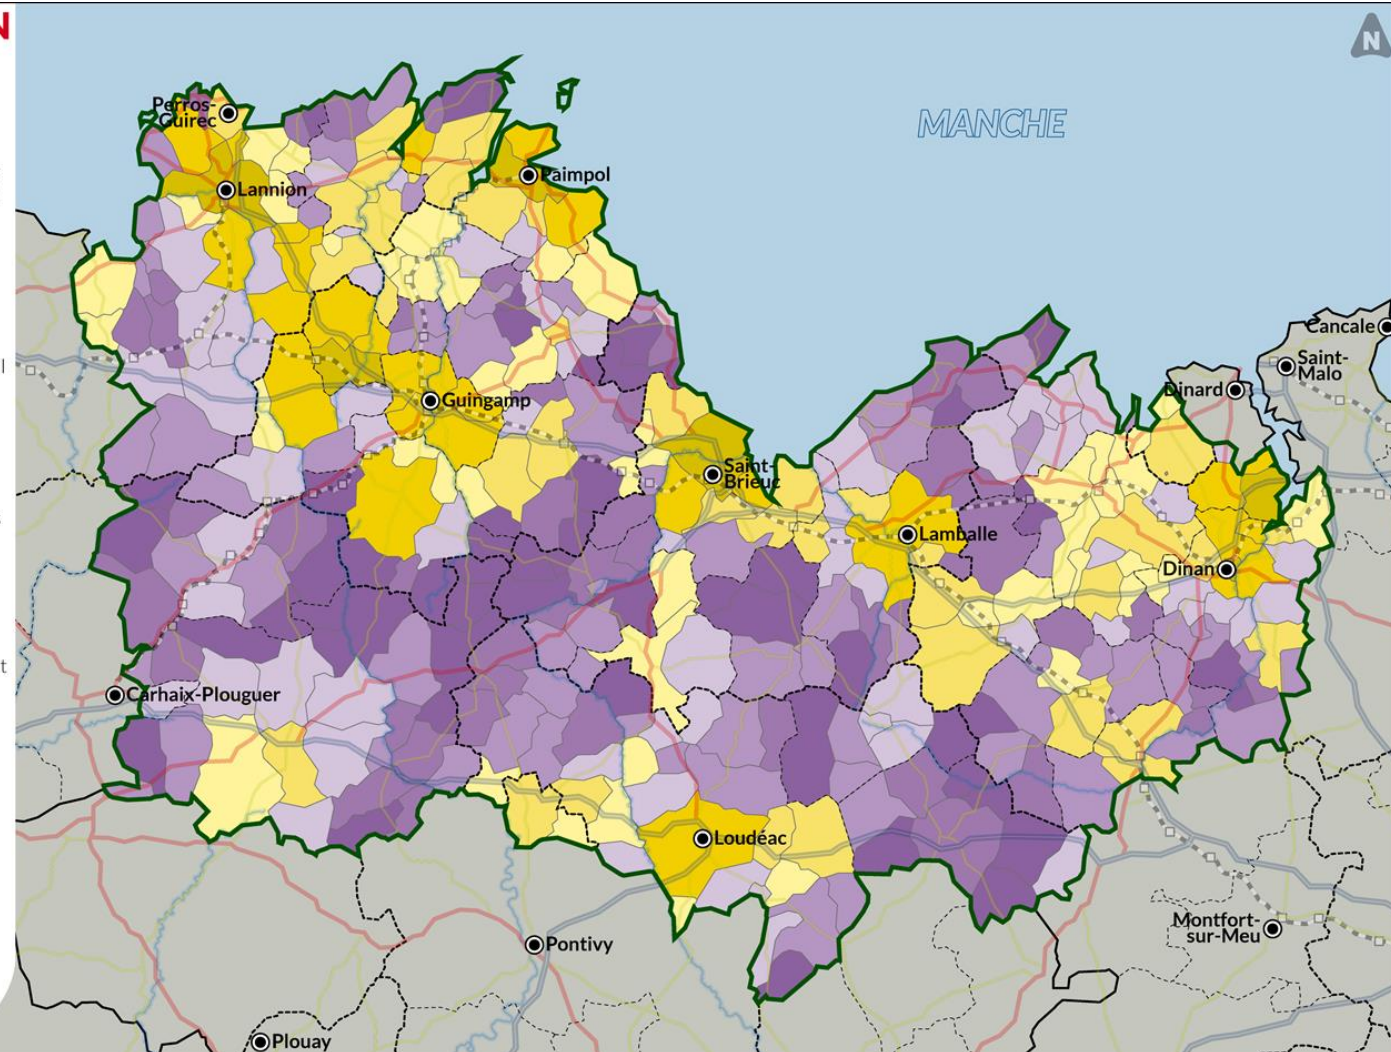 N
N
MANCHE
Perros-
Guirec
Paimpol
Lannion
Cancale
Saint-
Malo
Dinard
Guingamp
Saint-
Brieuc
Lamballe
Dinan
Carhaix-Plouguer
Loudéac
Montfort-
sur-Meu
Pontivy
Plouay
l
t